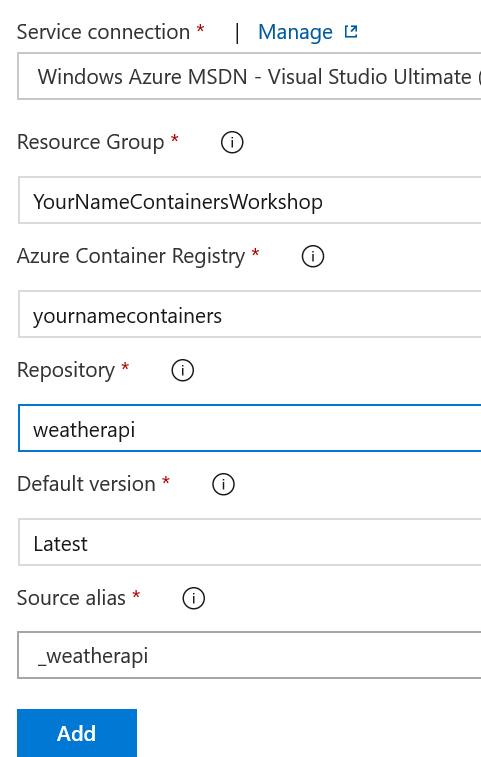 Service connection * | Manage
Windows Azure MSDN - Visual Studio Ultimate (
Resource Group *
YourNameContainersWorkshop
Azure Container Registry *
yournamecontainers
Repository *
weatherapi
Default version *
Latest
Source alias *
_weatherapi
Add